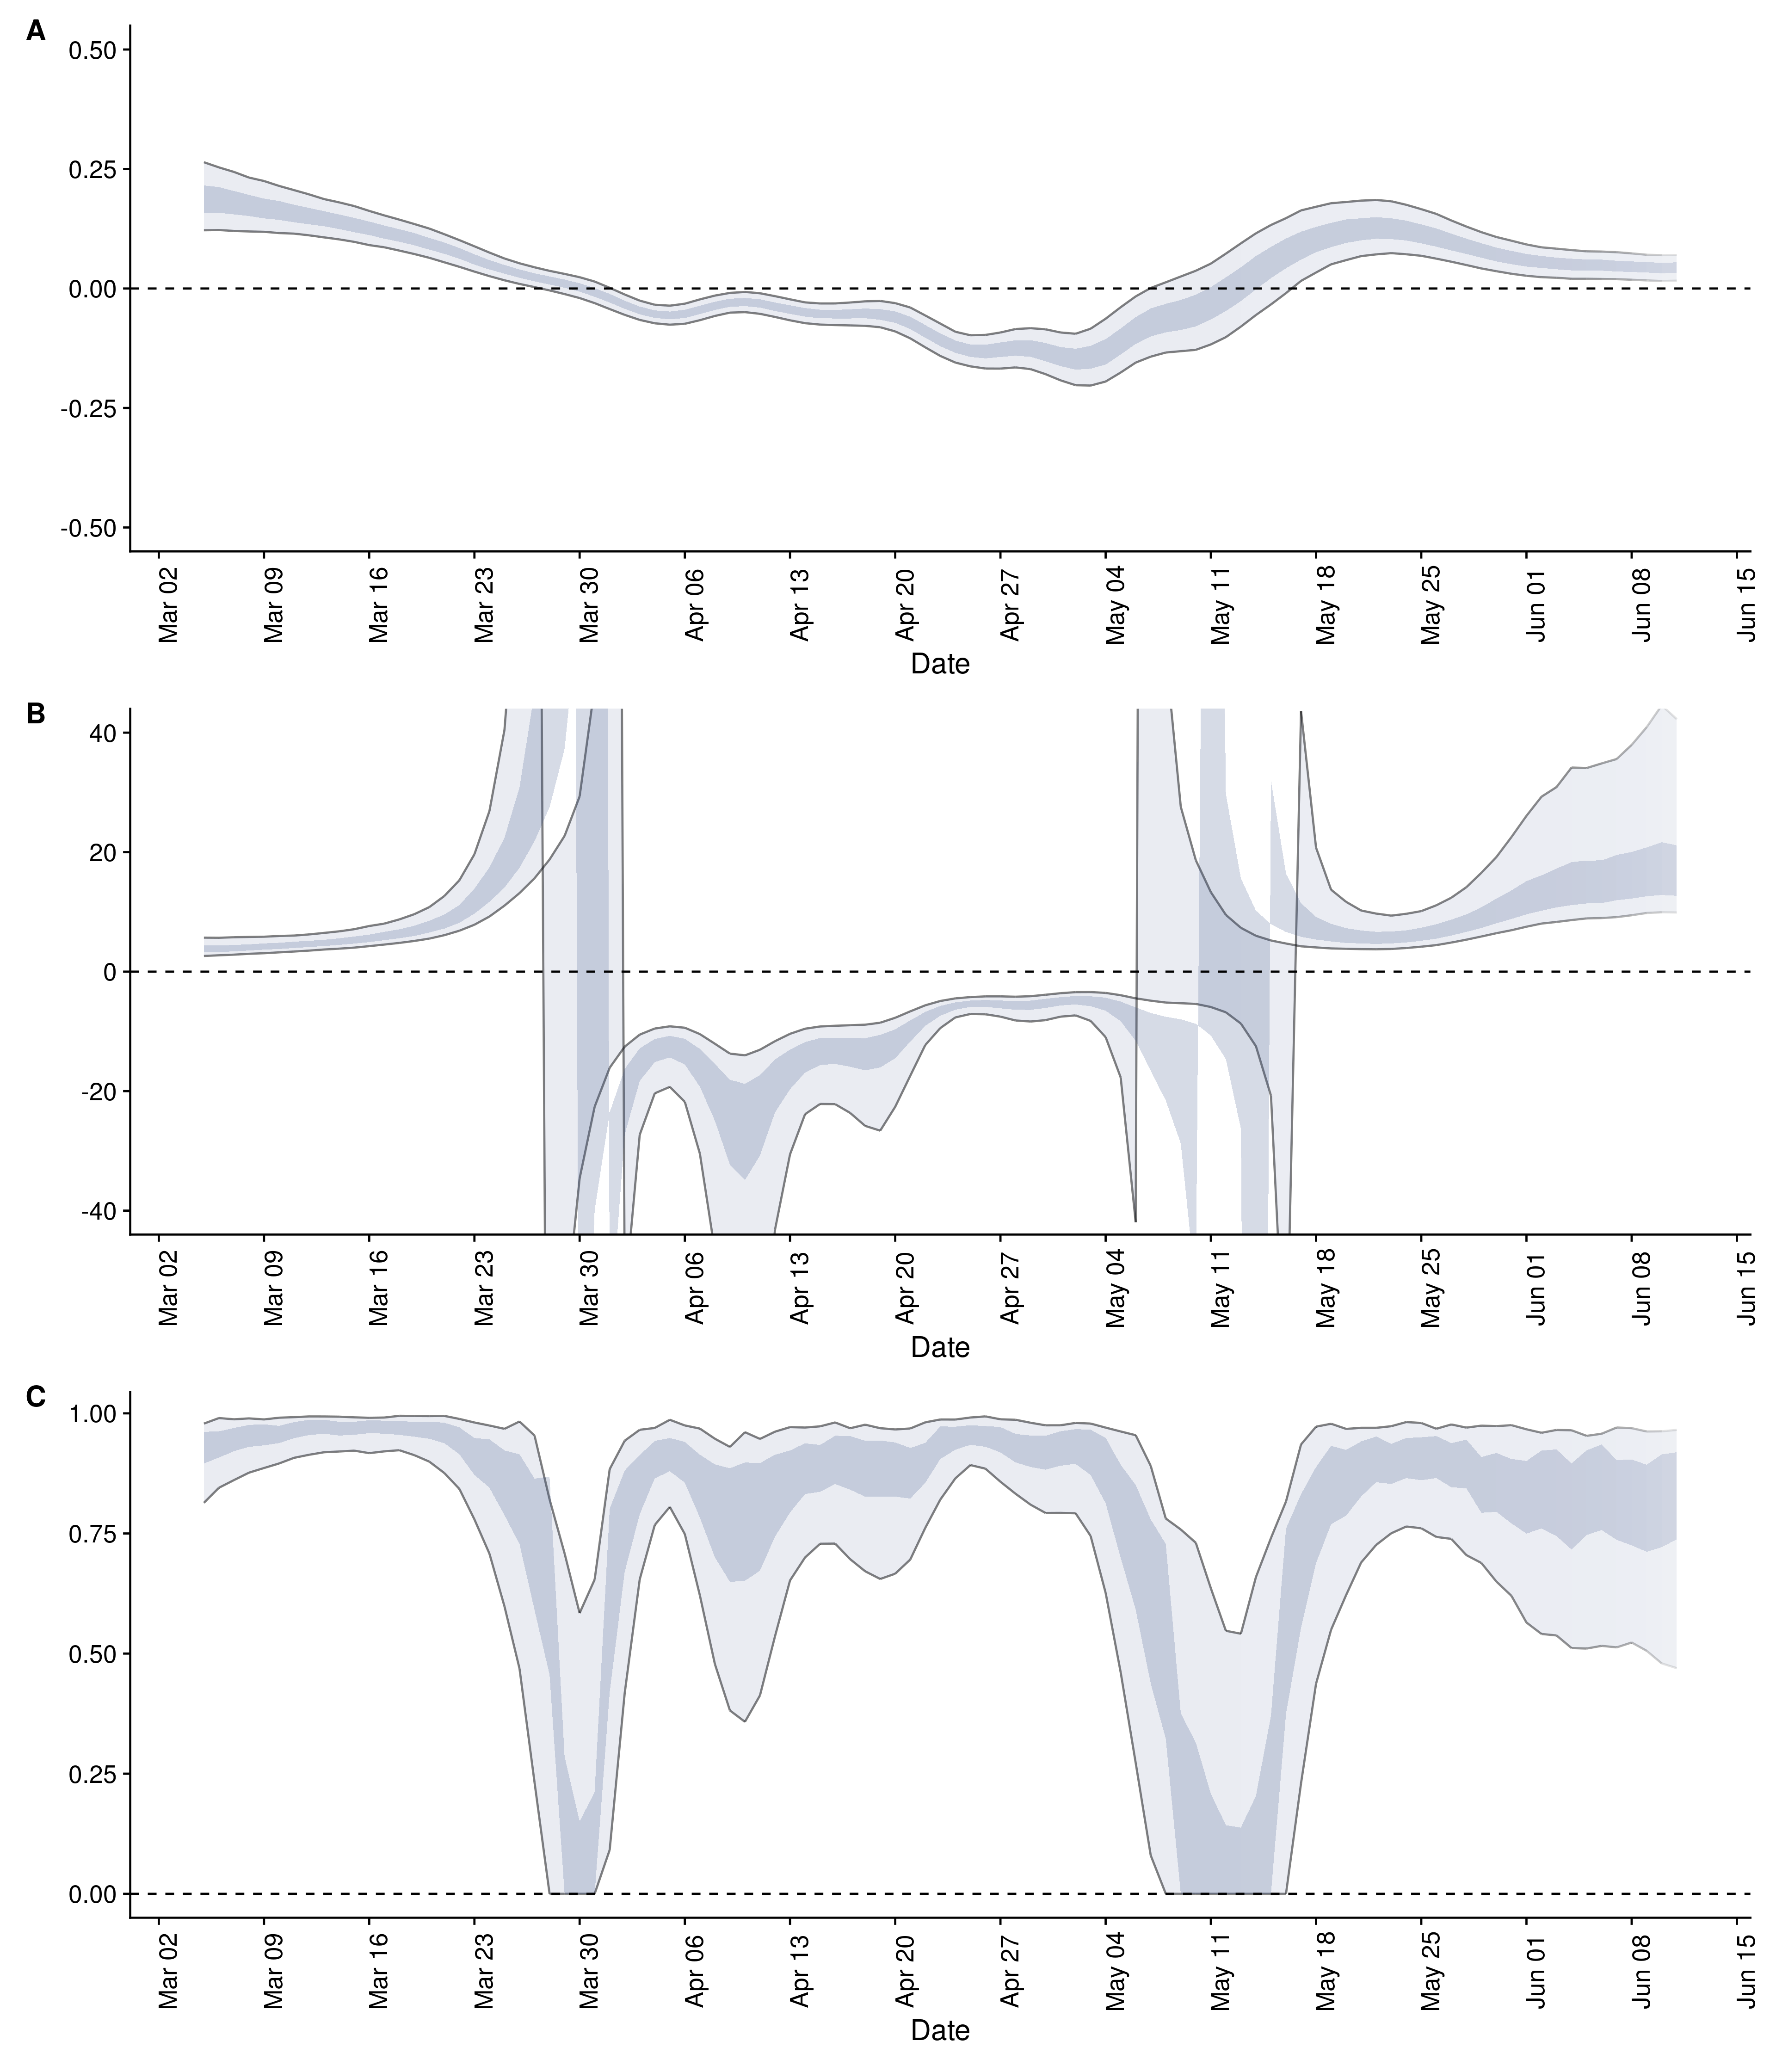 A
0.50
0.25
0.00
-0.25
-0.50
Mar 02
Mar 09
Mar 16
Mar 23
Mar 30
Apr 06
Apr 13
Apr 20
Apr 27
May 04
May 11
May 18
May 25
Jun 01
Jun 08
Jun 15
Date
B
40
20
0
-20
-40
Mar 02
Mar 09
Mar 16
Mar 23
Mar 30
Apr 06
Apr 13
Apr 20
Apr 27
May 04
May 11
May 18
May 25
Jun 01
Jun 08
Jun 15
Date
C
1.00
0.75
0.50
0.25
0.00
Mar 02
Mar 09
Mar 16
Mar 23
Mar 30
Apr 06
Apr 13
Apr 20
Apr 27
May 04
May 11
May 18
May 25
Jun 01
Jun 08
Jun 15
Date